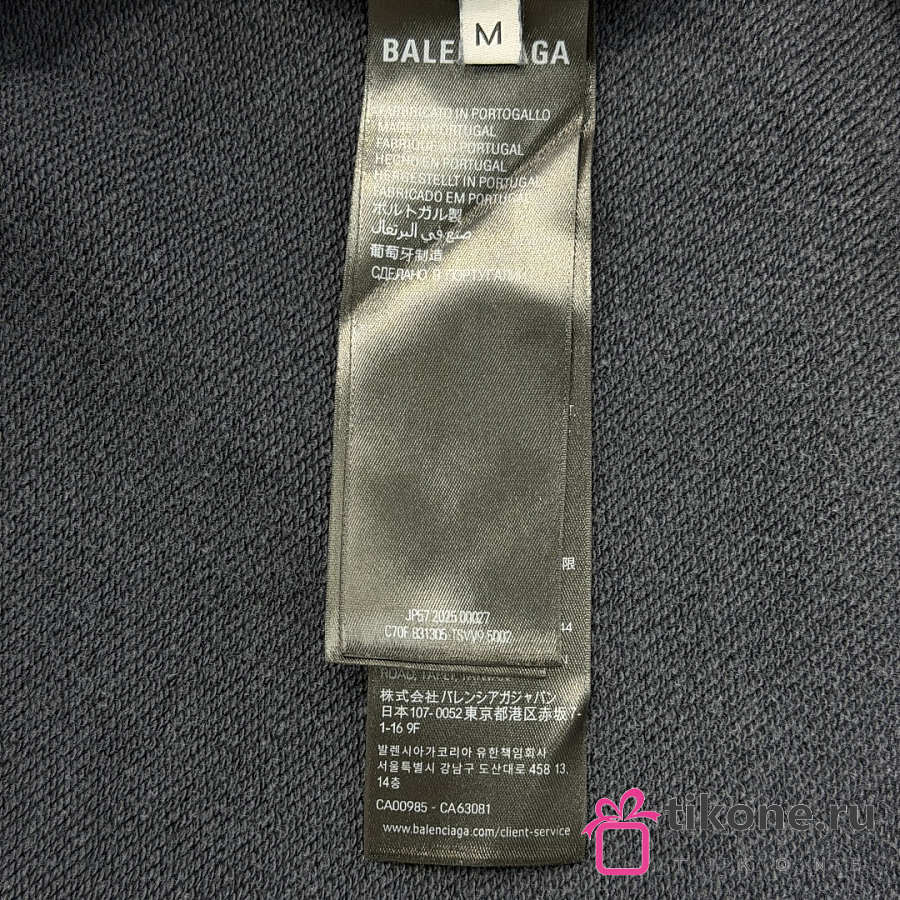 M
BALENCIAGA
FABRICATO IN PORTOGALLO
MADE IN PORTUGAL
FABRIQUÉ AU PORTUGAL
HECHO EN PORTUGAL
HERGESTELLT IN PORTUGAL
FABRICADO EM PORTUGAL
ポルトガル製
صنع في البرتغال
葡萄牙制造
СДЕЛАНО В ПОРТУГАЛИИ
限
JP57 2025 00027
14
C70F 831305 TSVV9 5002
ROAD,
株式会社バレンシアガジャパン
日本107-0052東京都港区赤坂7-
1-16 9F
발렌시아가코리아 유한책임회사
서울특별시 강남구 도산대로 458 13,
14층
CA00985 - CA63081
www.balenciaga.com/client-service
tikone.ru
TIKONE